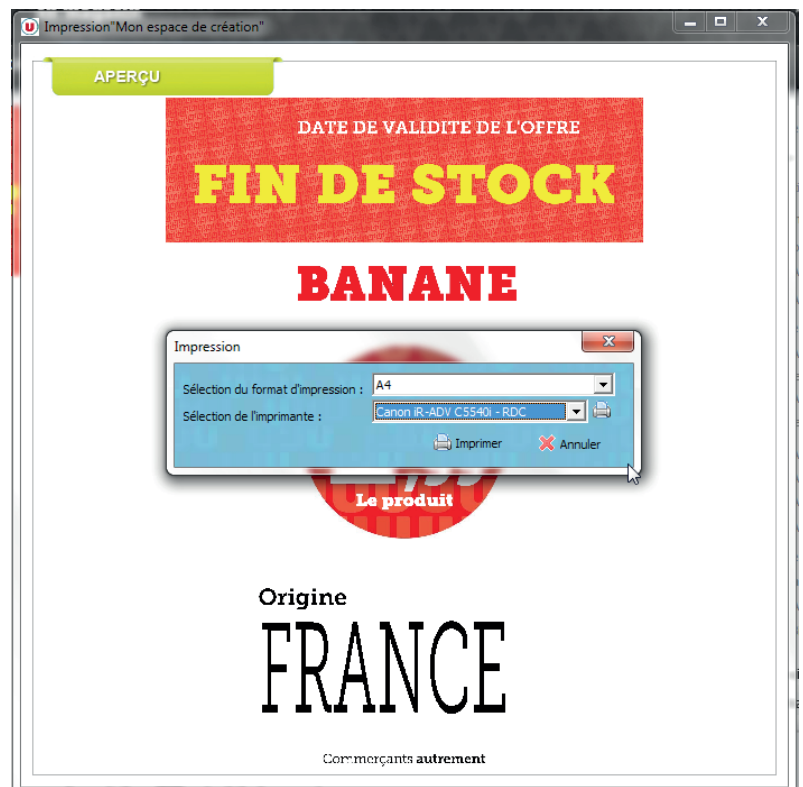 Impression"Mon espace de création"
APERÇU
DATE DE VALIDITE DE L'OFFRE
FIN DE STOCK
BANANE
Impression
Sélection du format d'impression : A4
Sélection de l'imprimante : Canon iR-ADV C5540i - RDC
Imprimer Annuler
Le produit
Origine
FRANCE
Commerçants autrement